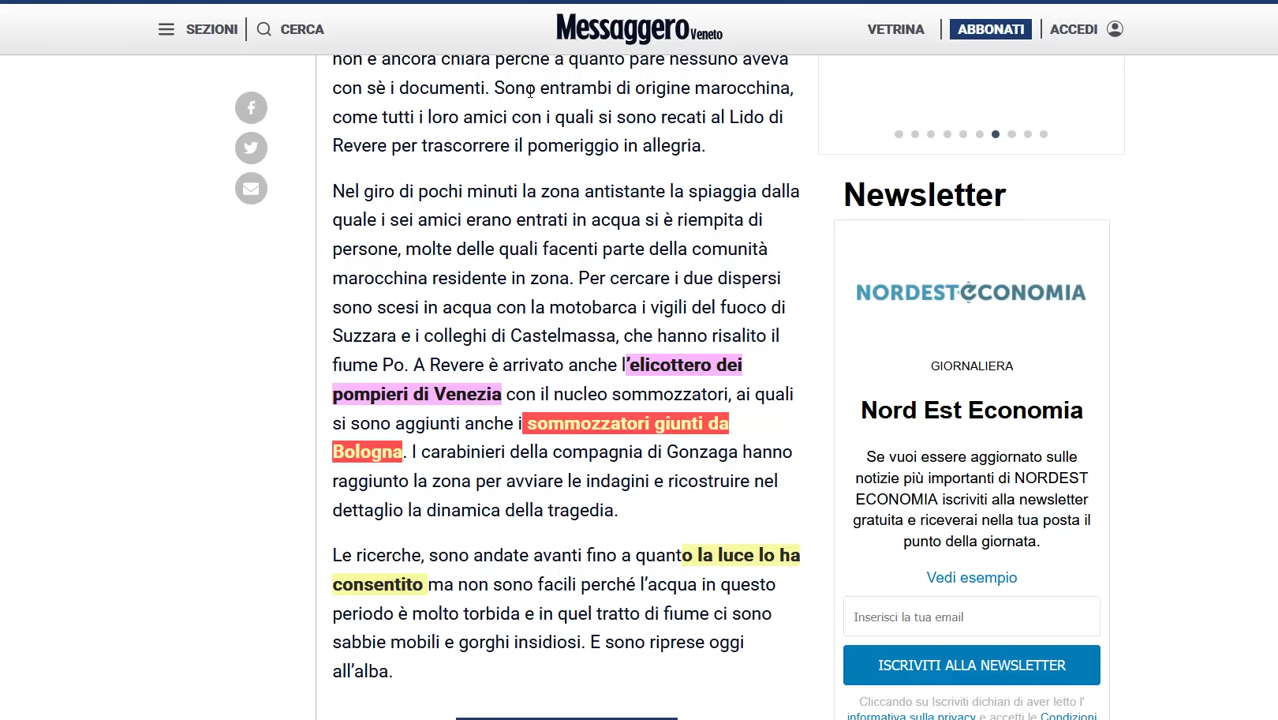 SEZIONI
CERCA
Messaggero Veneto
VETRINA
ABBONATI
ACCEDI
non è ancora chiara perché a quanto pare nessuno aveva
con sè i documenti. Sono entrambi di origine marocchina,
come tutti i loro amici con i quali si sono recati al Lido di
Revere per trascorrere il pomeriggio in allegria.
Nel giro di pochi minuti la zona antistante la spiaggia dalla
quale i sei amici erano entrati in acqua si è riempita di
persone, molte delle quali facenti parte della comunità
marocchina residente in zona. Per cercare i due dispersi
sono scesi in acqua con la motobarca i vigili del fuoco di
Suzzara e i colleghi di Castelmassa, che hanno risalito il
fiume Po. A Revere è arrivato anche l’elicottero dei
pompieri di Venezia con il nucleo sommozzatori, ai quali
si sono aggiunti anche i sommozzatori giunti da
Bologna. I carabinieri della compagnia di Gonzaga hanno
raggiunto la zona per avviare le indagini e ricostruire nel
dettaglio la dinamica della tragedia.
Le ricerche, sono andate avanti fino a quanto la luce lo ha
consentito ma non sono facili perché l’acqua in questo
periodo è molto torbida e in quel tratto di fiume ci sono
sabbie mobili e gorghi insidiosi. E sono riprese oggi
all’alba.
Newsletter
NORDEST ECONOMIA
GIORNALIERA
Nord Est Economia
Se vuoi essere aggiornato sulle
notizie più importanti di NORDEST
ECONOMIA iscriviti alla newsletter
gratuita e riceverai nella tua posta il
punto della giornata.
Vedi esempio
Inserisci la tua email
ISCRIVITI ALLA NEWSLETTER
Cliccando su Iscriviti dichiari di aver letto l'
informativa sulla privacy e accetti le Condizioni